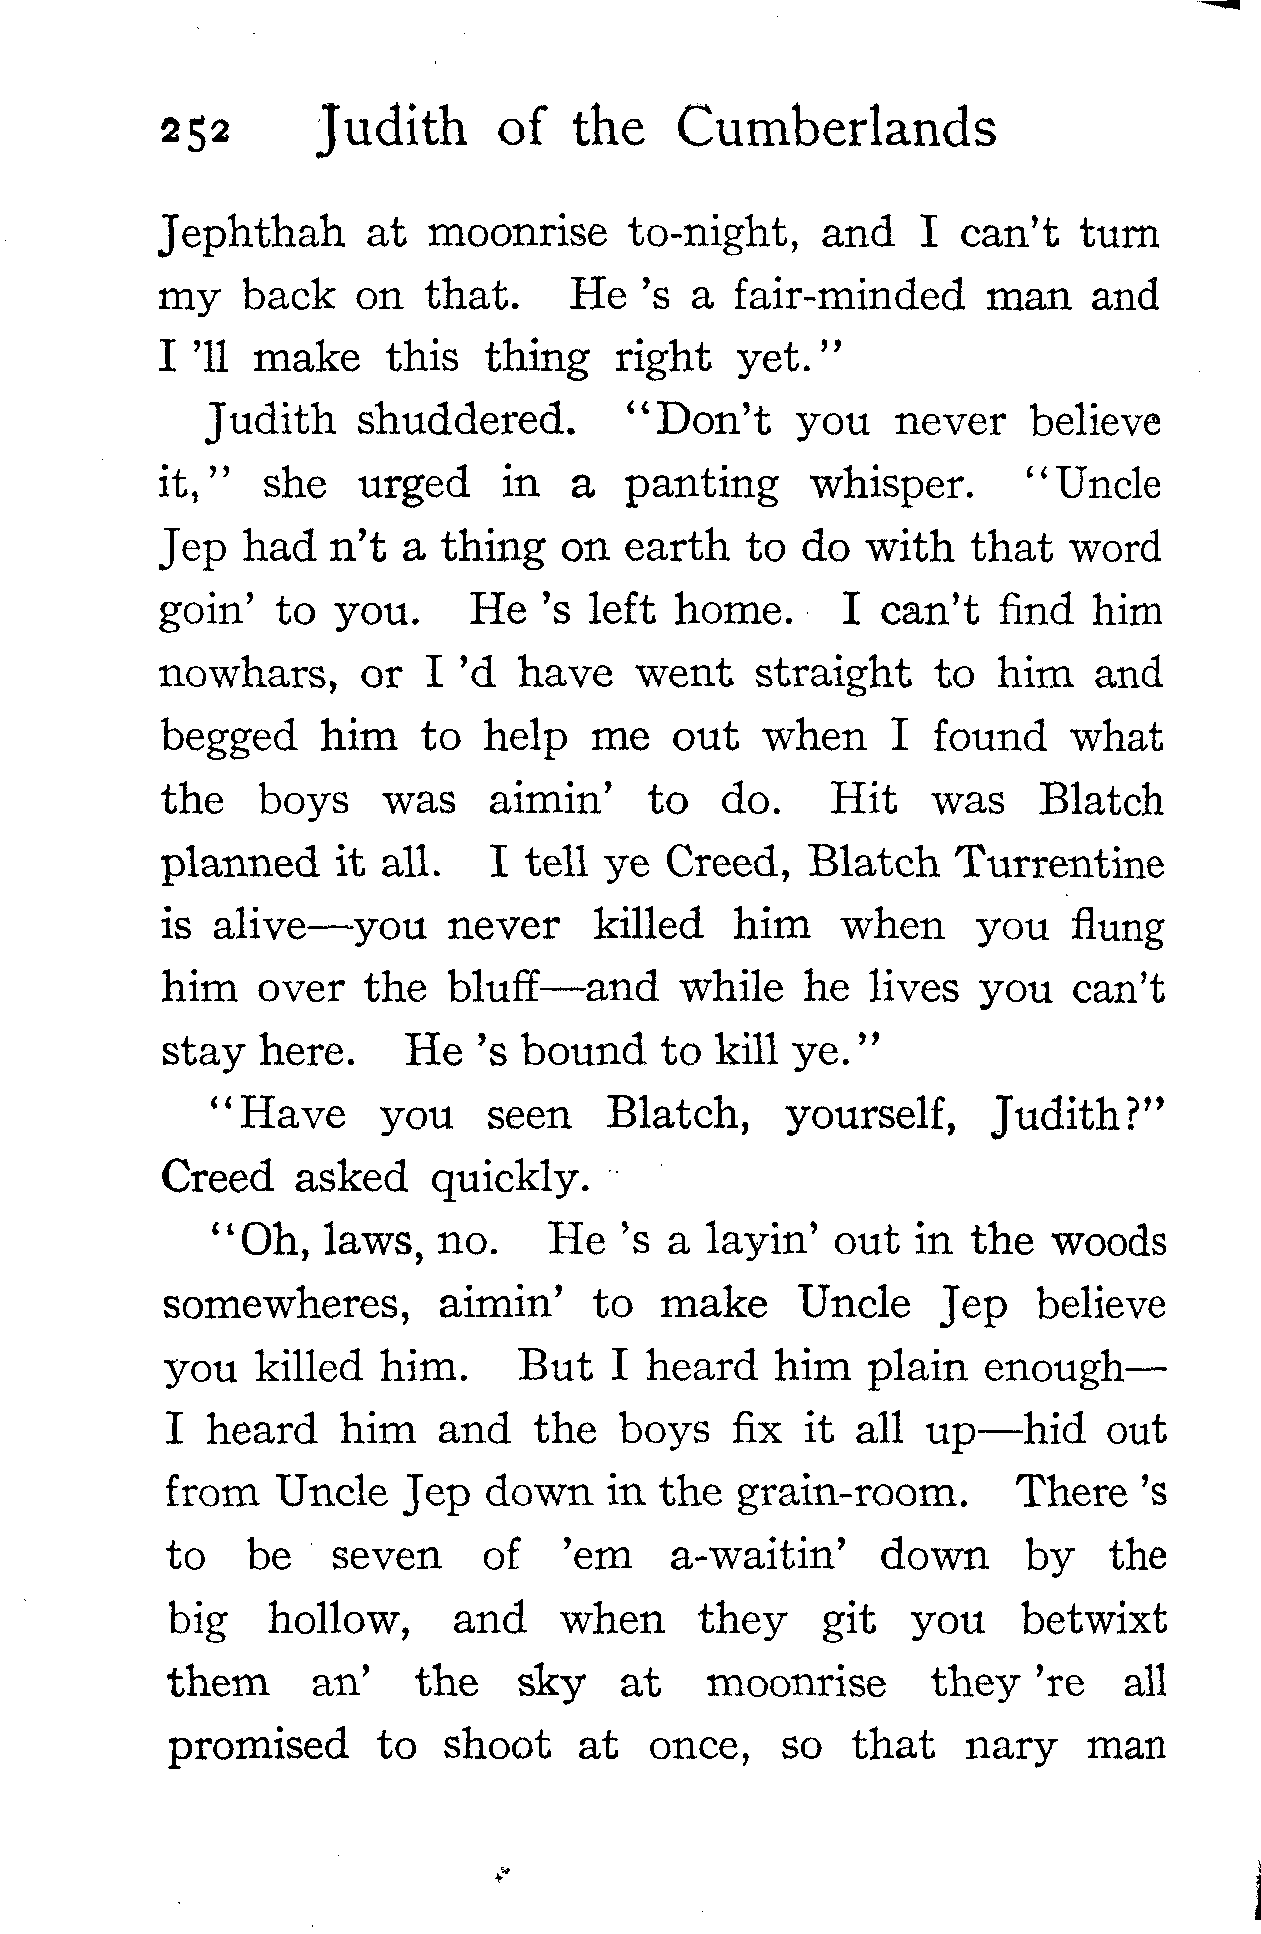 252 Judith of the Cumberlands
Jephthah at moonrise to-night, and I can't turn
my back on that. He 's a fair-minded man and
I 'll make this thing right yet."
Judith shuddered. "Don't you never believe
it," she urged in a panting whisper. "Uncle
Jep had n't a thing on earth to do with that word
goin' to you. He 's left home. I can't find him
nowhars, or I 'd have went straight to him and
begged him to help me out when I found what
the boys was aimin' to do. Hit was Blatch
planned it all. I tell ye Creed, Blatch Turrentine
is alive—you never killed him when you flung
him over the bluff—and while he lives you can't
stay here. He 's bound to kill ye."
"Have you seen Blatch, yourself, Judith?"
Creed asked quickly.
"Oh, laws, no. He 's a layin' out in the woods
somewheres, aimin' to make Uncle Jep believe
you killed him. But I heard him plain enough—
I heard him and the boys fix it all up—hid out
from Uncle Jep down in the grain-room. There 's
to be seven of 'em a-waitin' down by the
big hollow, and when they git you betwixt
them an' the sky at moonrise they 're all
promised to shoot at once, so that nary man